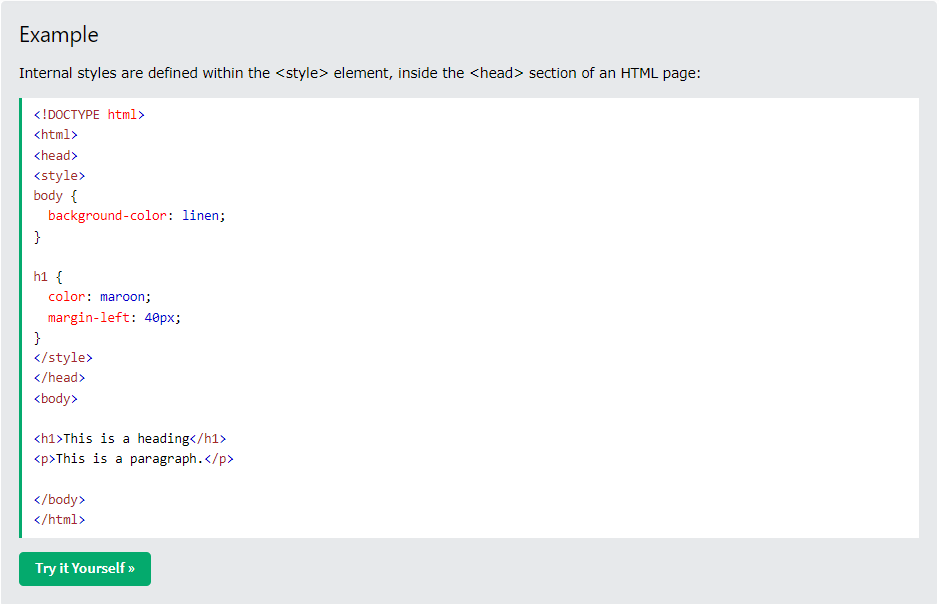 Example
Internal styles are defined within the <style> element, inside the <head> section of an HTML page:
<!DOCTYPE html>
<html>
<head>
<style>
body {
  background-color: linen;
}

h1 {
  color: maroon;
  margin-left: 40px;
}
</style>
</head>
<body>

<h1>This is a heading</h1>
<p>This is a paragraph.</p>

</body>
</html>
Try it Yourself »